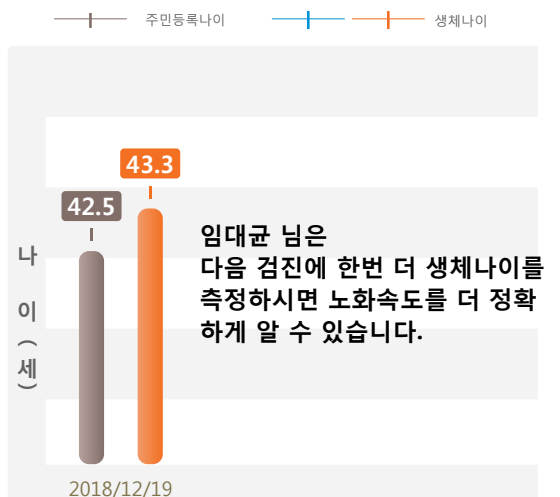 주민등록나이 생체나이
43.3
42.5
임대균 님은
다음 검진에 한번 더 생체나이를
측정하시면 노화속도를 더 정확
하게 알 수 있습니다.
나이(세)
2018/12/19